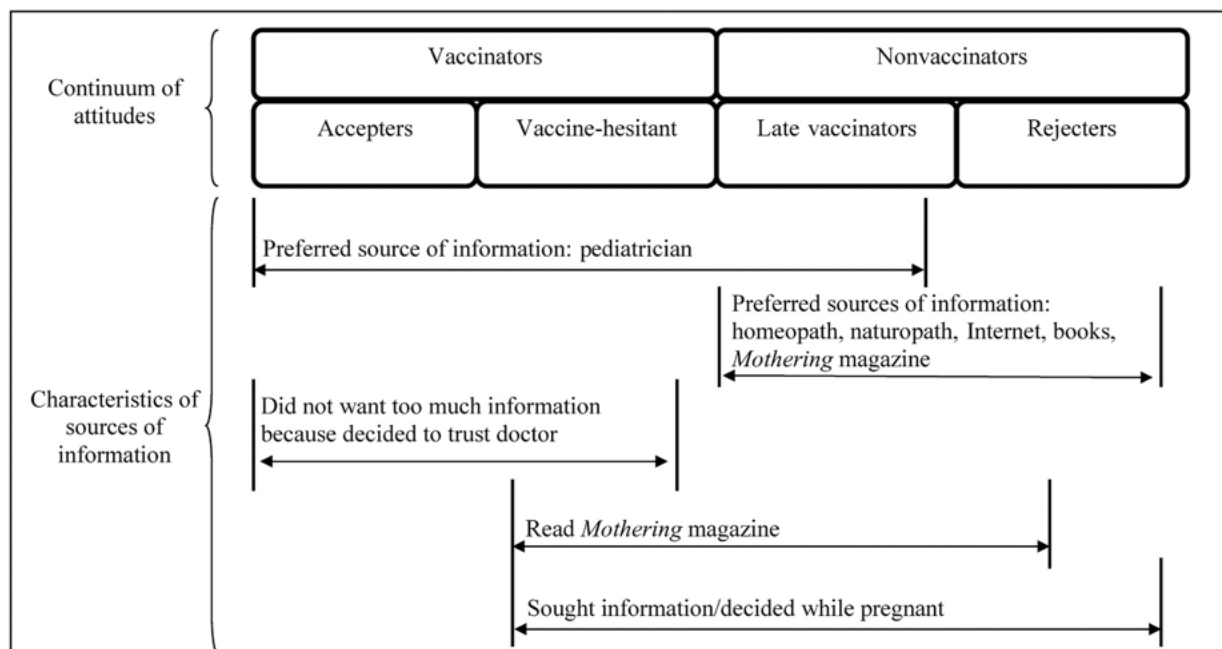 Vaccinators
Nonvaccinators
Continuum of
attitudes
Accepters
Vaccine-hesitant
Late vaccinators
Rejecters
Preferred source of information: pediatrician
Preferred sources of information:
homeopath, naturopath, Internet, books,
Mothering magazine
Characteristics of
sources of
information
Did not want too much information
because decided to trust doctor
Read Mothering magazine
Sought information/decided while pregnant